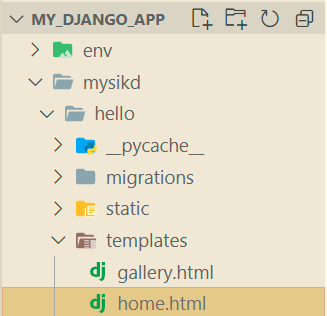 MY_DJANGO_APP
env
mysikd
hello
__pycache__
migrations
static
templates
dj gallery.html
dj home.html